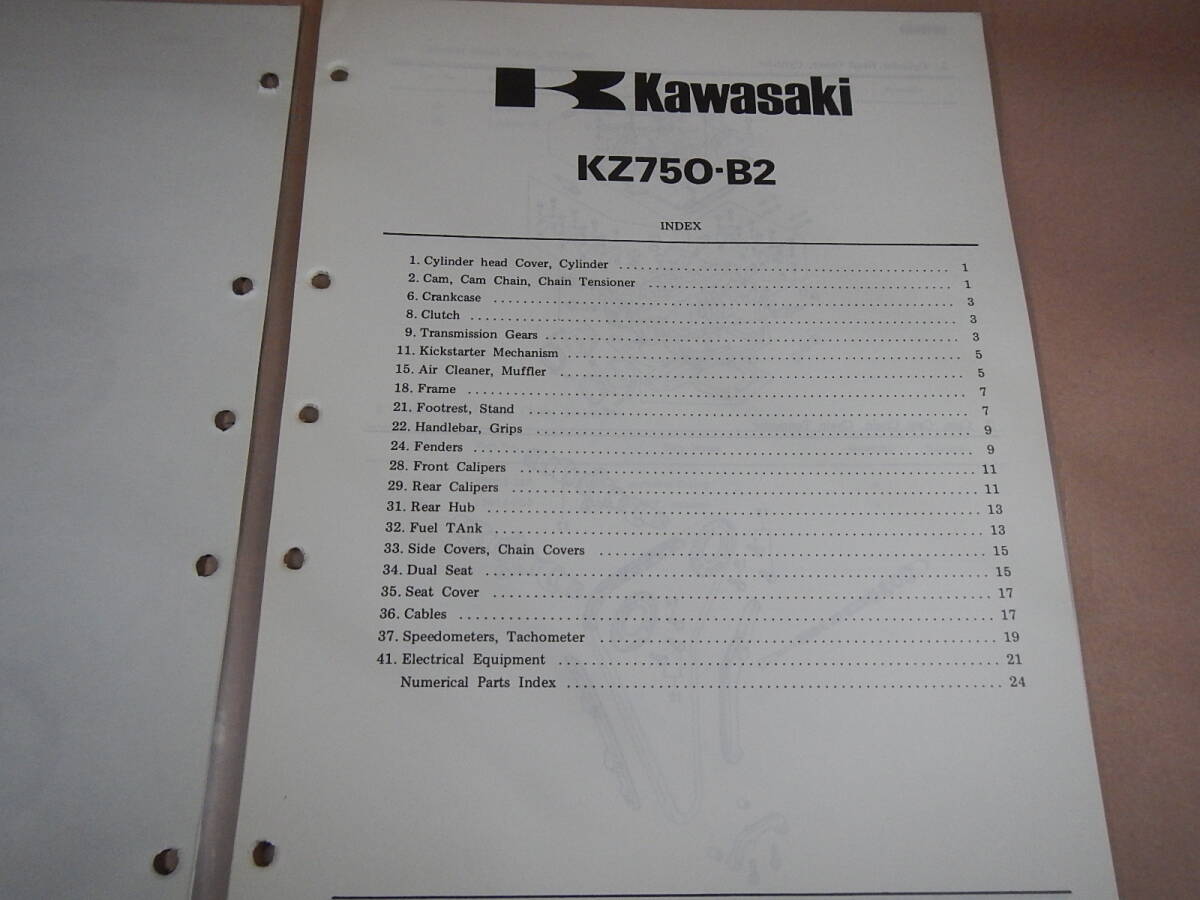 Kawasaki
KZ750-B2
INDEX
1. Cylinder head Cover, Cylinder ................................................ 1
2. Cam, Cam Chain, Chain Tensioner ............................................ 1
6. Crankcase ................................................................ 3
8. Clutch ................................................................... 3
9. Transmission Gears ........................................................ 3
11. Kickstarter Mechanism ..................................................... 5
15. Air Cleaner, Muffler ...................................................... 5
18. Frame .................................................................... 7
21. Footrest, Stand ........................................................... 7
22. Handlebar, Grips .......................................................... 9
24. Fenders .................................................................. 9
28. Front Calipers ............................................................ 11
29. Rear Calipers ............................................................. 11
31. Rear Hub ................................................................. 13
32. Fuel TAnk ................................................................ 13
33. Side Covers, Chain Covers .................................................. 15
34. Dual Seat ................................................................ 15
35. Seat Cover ............................................................... 17
36. Cables ................................................................... 17
37. Speedometers, Tachometer .................................................. 19
41. Electrical Equipment ....................................................... 21
Numerical Parts Index ......................................................... 24